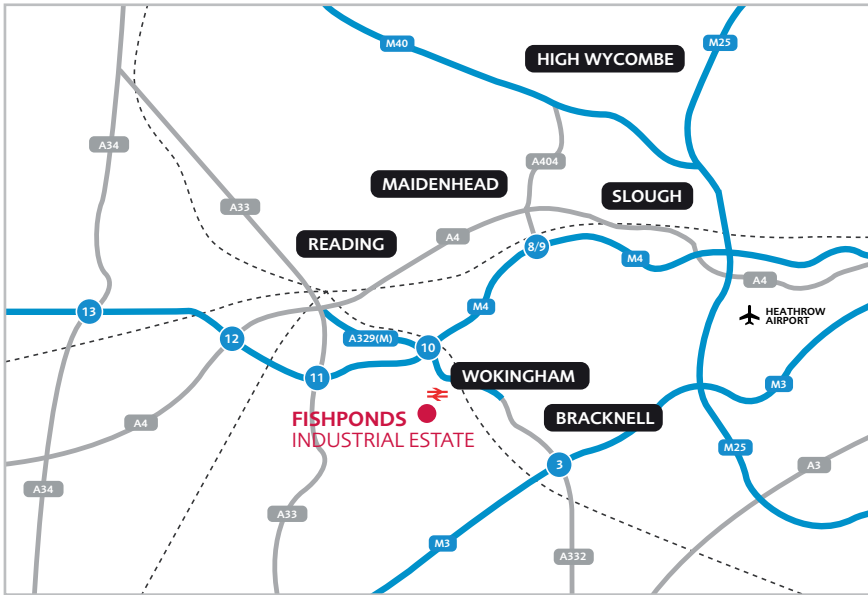 M40
M25
HIGH WYCOMBE
A34
A404
MAIDENHEAD
SLOUGH
A33
READING
A4
8/9
M4
A4
13
M4
HEATHROW
AIRPORT
12
A329(M)
10
11
WOKINGHAM
M3
FISHPONDS
INDUSTRIAL ESTATE
BRACKNELL
A4
M25
3
A3
A34
A33
M3
A332